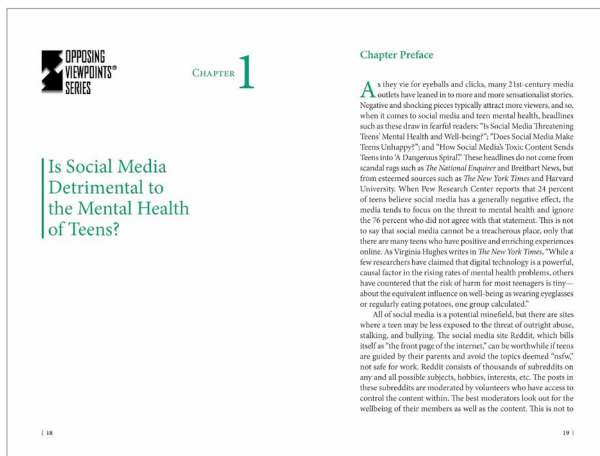 OPPOSING
VIEWPOINTS®
SERIES
CHAPTER 1
Is Social Media
Detrimental to
the Mental Health
of Teens?
| 18
Chapter Preface
As they vie for eyeballs and clicks, many 21st-century media
outlets have leaned in to more and more sensationalist stories.
Negative and shocking pieces typically attract more viewers, and so,
when it comes to social media and teen mental health, headlines
such as these draw in fearful readers: “Is Social Media Threatening
Teens’ Mental Health and Well-being?”; “Does Social Media Make
Teens Unhappy?”; and “How Social Media’s Toxic Content Sends
Teens into ‘A Dangerous Spiral’.” These headlines do not come from
scandal rags such as The National Enquirer and Breitbart News, but
from esteemed sources such as The New York Times and Harvard
University. When Pew Research Center reports that 24 percent
of teens believe social media has a generally negative effect, the
media tends to focus on the threat to mental health and ignore
the 76 percent who did not agree with that statement. This is not
to say that social media cannot be a treacherous place, only that
there are many teens who have positive and enriching experiences
online. As Virginia Hughes writes in The New York Times, “While a
few researchers have claimed that digital technology is a powerful,
causal factor in the rising rates of mental health problems, others
have countered that the risk of harm for most teenagers is tiny—
about the equivalent influence on well-being as wearing eyeglasses
or regularly eating potatoes, one group calculated.”
All of social media is a potential minefield, but there are sites
where a teen may be less exposed to the threat of outright abuse,
stalking, and bullying. The social media site Reddit, which bills
itself as “the front page of the internet,” can be worthwhile if teens
are guided by their parents and avoid the topics deemed “nsfw,”
not safe for work. Reddit consists of thousands of subreddits on
any and all possible subjects, hobbies, interests, etc. The posts in
these subreddits are moderated by volunteers who have access to
control the content within. The best moderators look out for the
wellbeing of their members as well as the content. This is not to
19 |